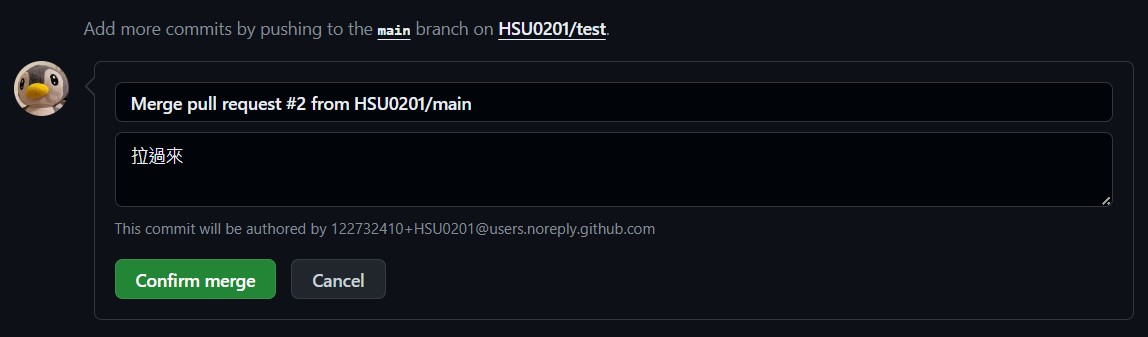 Add more commits by pushing to the main branch on HSU0201/test.
Merge pull request #2 from HSU0201/main
拉過來
This commit will be authored by 122732410+HSU0201@users.noreply.github.com
Confirm merge Cancel